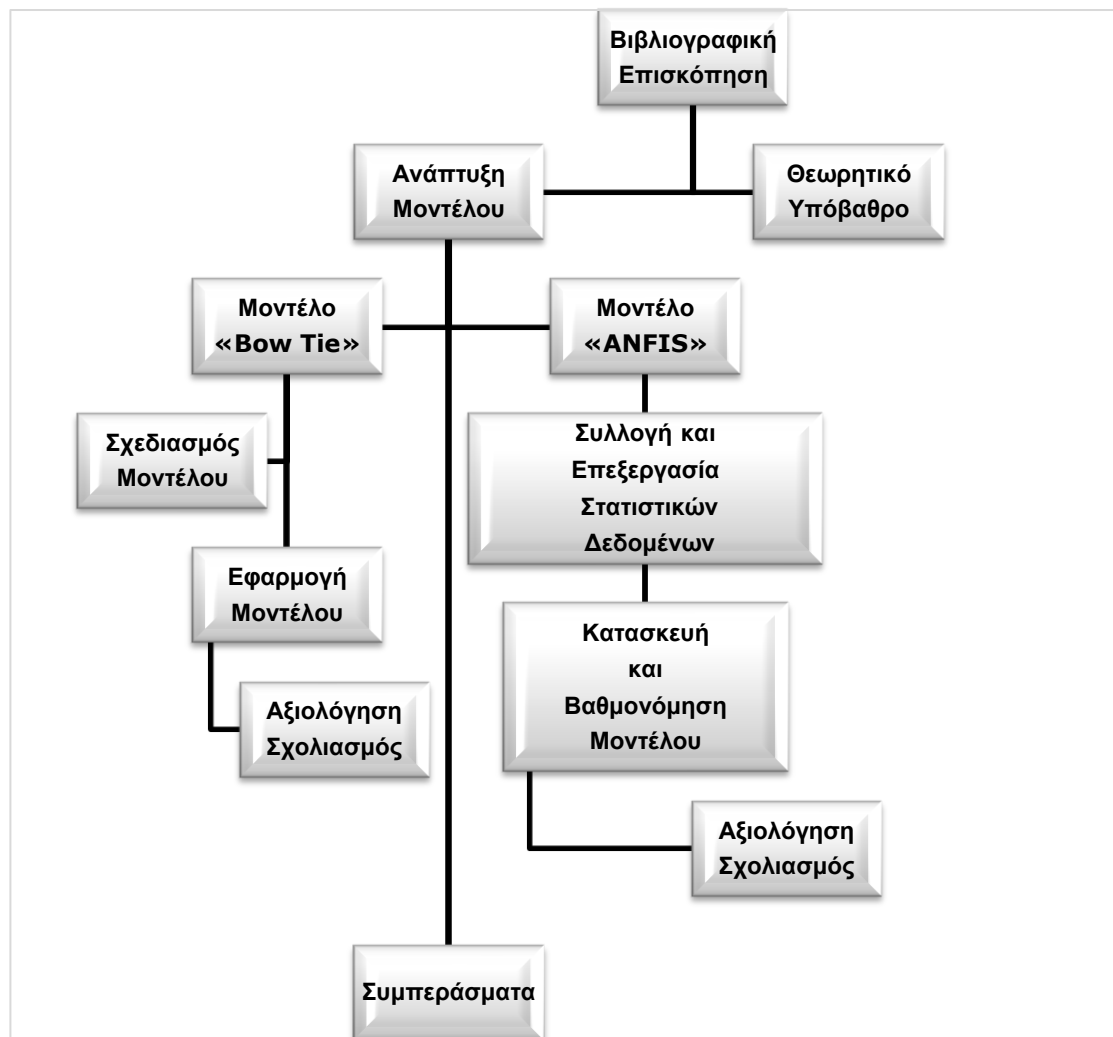 Βιβλιογραφική
Επισκόπηση
Ανάπτυξη
Μοντέλου
Θεωρητικό
Υπόβαθρο
Μοντέλο
«Bow Tie»
Μοντέλο
«ANFIS»
Σχεδιασμός
Μοντέλου
Συλλογή και
Επεξεργασία
Στατιστικών
Δεδομένων
Εφαρμογή
Μοντέλου
Κατασκευή
και
Βαθμονόμηση
Μοντέλου
Αξιολόγηση
Σχολιασμός
Αξιολόγηση
Σχολιασμός
Συμπεράσματα